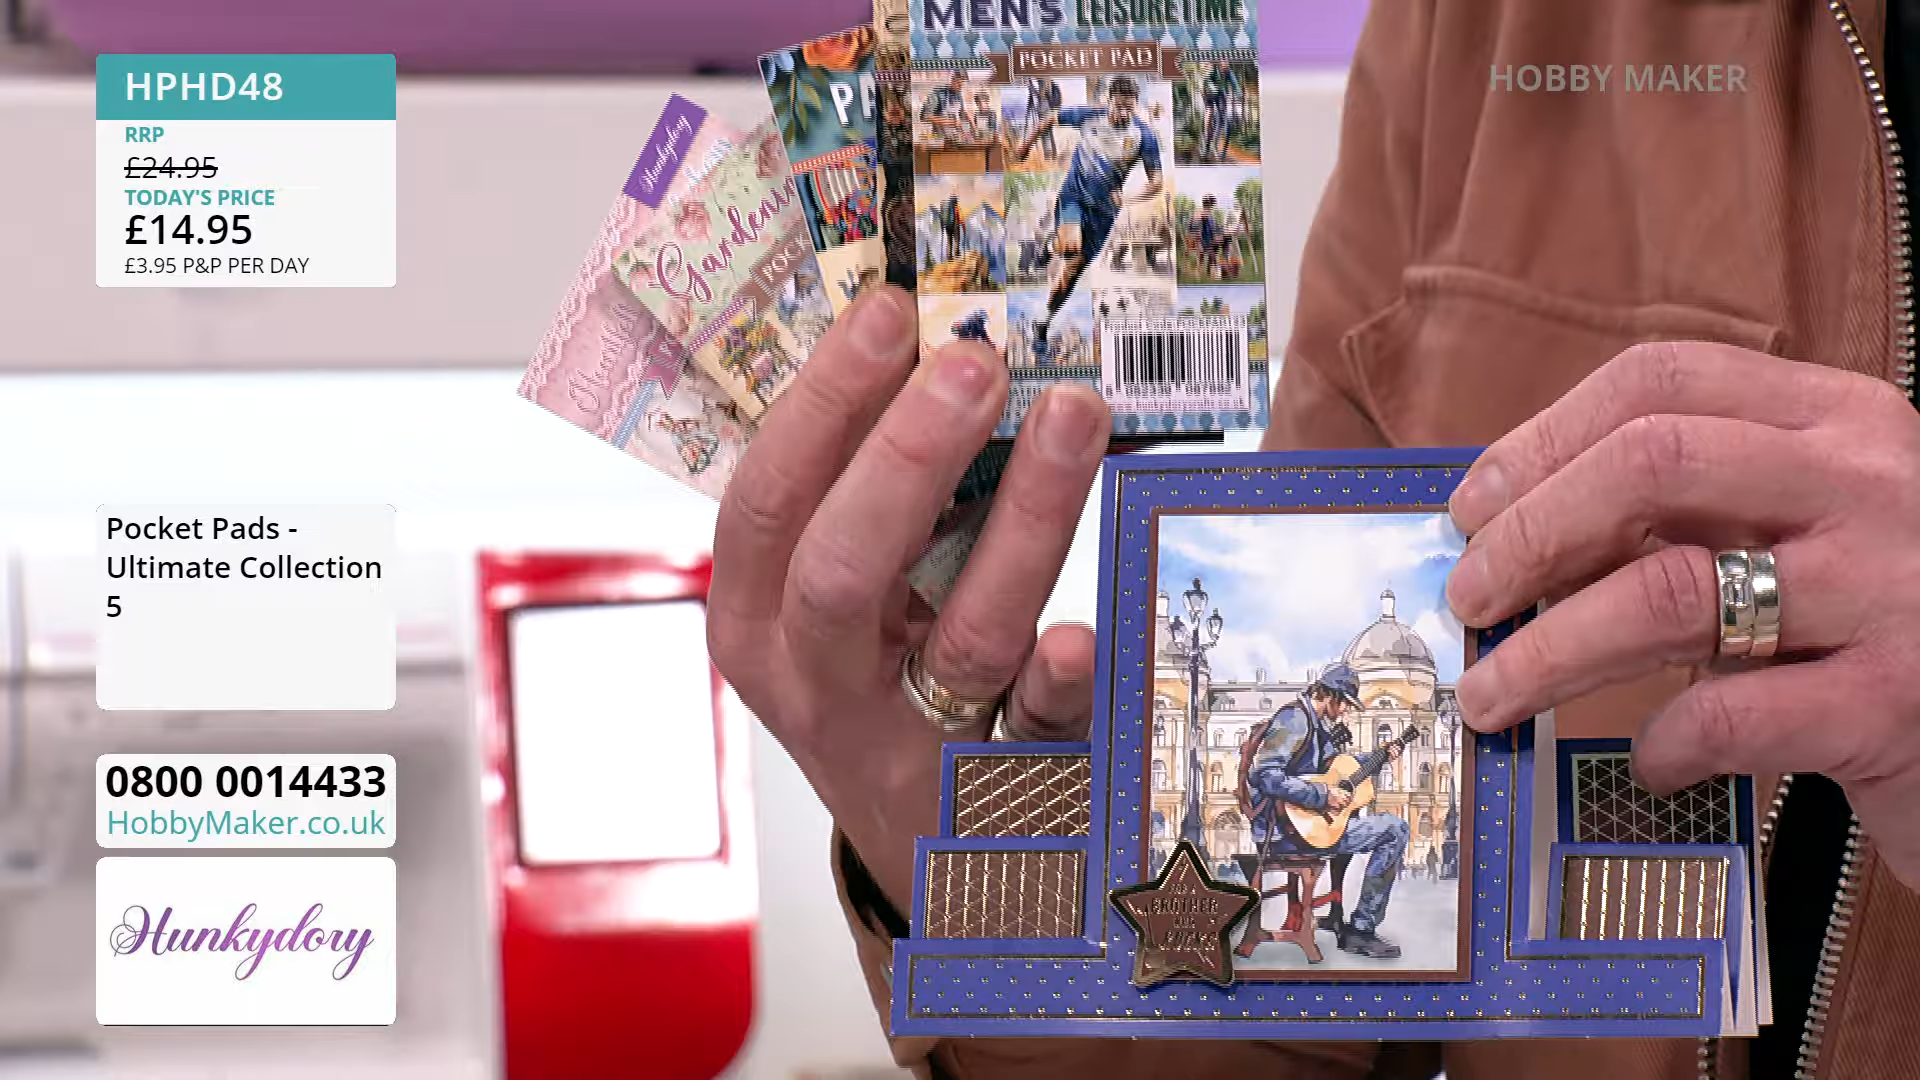 HPHD48
RRP
£24.95
TODAY'S PRICE
£14.95
£3.95 P&P PER DAY
Pocket Pads -
Ultimate Collection
5
0800 0014433
HobbyMaker.co.uk
Hunkydory
HOBBY MAKER
MEN'S LEISURE TIME
POCKET PAD
Hunkydory
FOR A
BROTHER